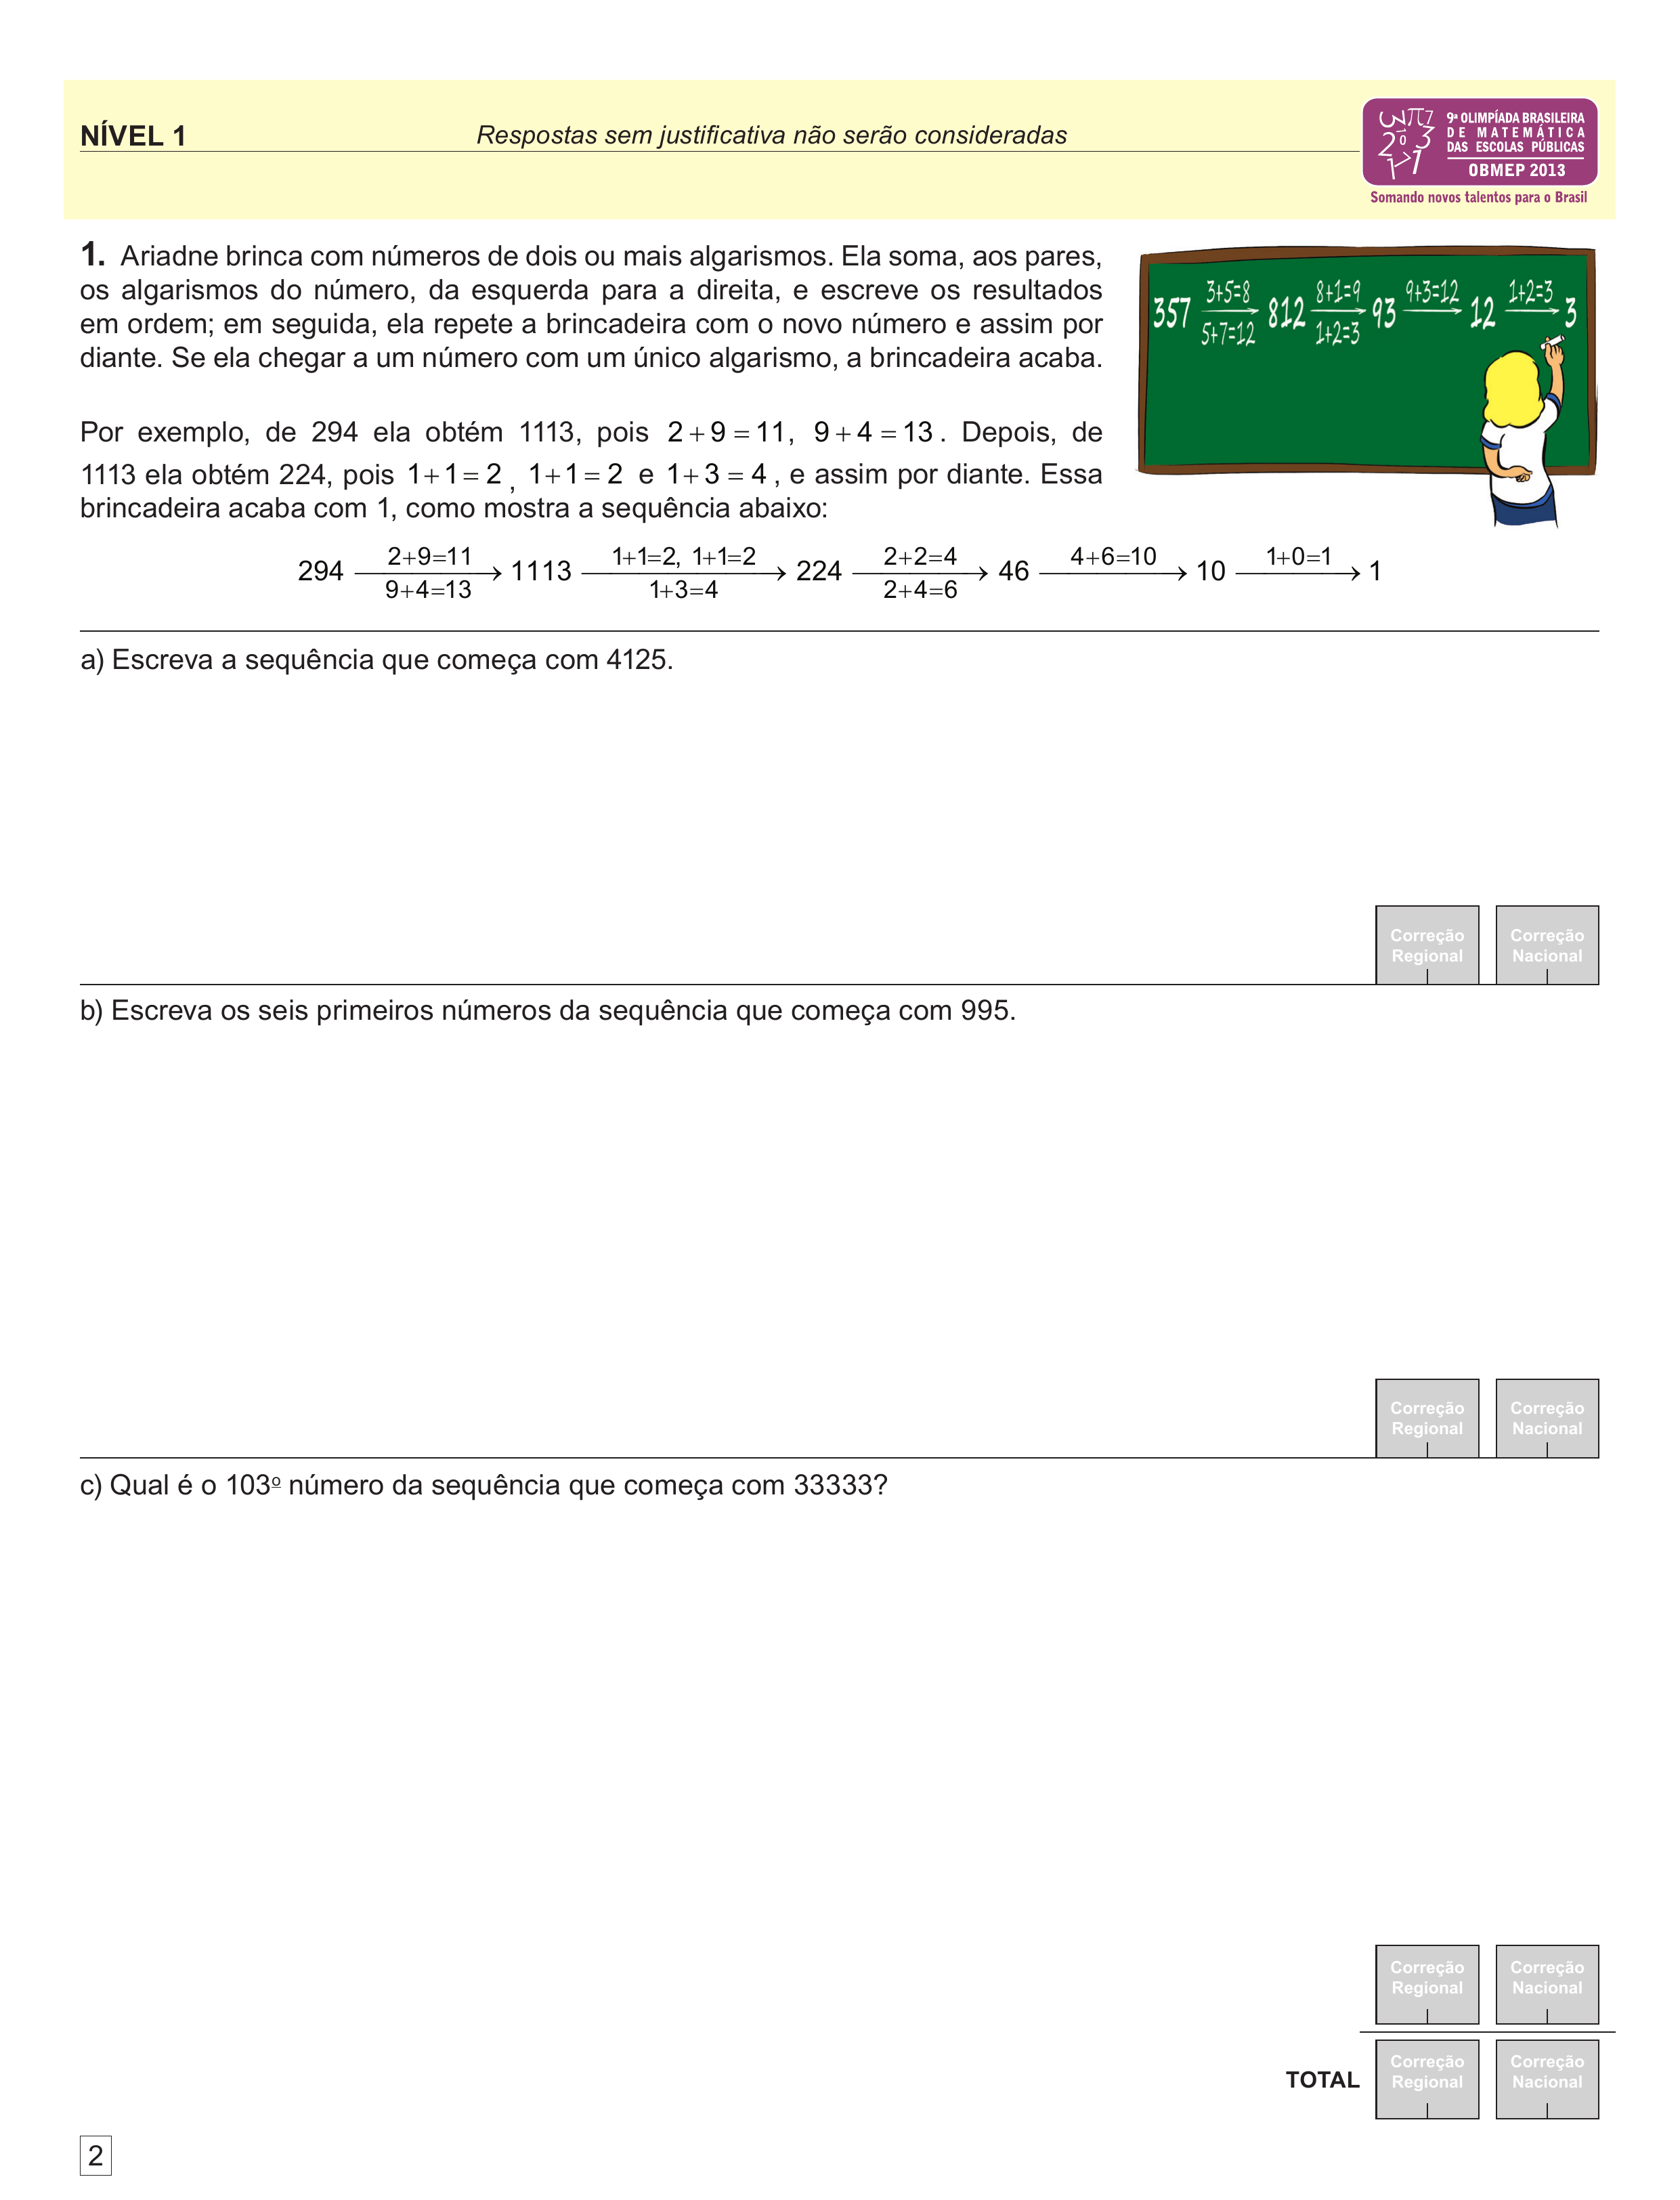 NÍVEL 1
Respostas sem justificativa não serão consideradas
9ª OLIMPÍADA BRASILEIRA
DE MATEMÁTICA
DAS ESCOLAS PÚBLICAS
OBMEP 2013
Somando novos talentos para o Brasil
1. Ariadne brinca com números de dois ou mais algarismos. Ela soma, aos pares,
os algarismos do número, da esquerda para a direita, e escreve os resultados
em ordem; em seguida, ela repete a brincadeira com o novo número e assim por
diante. Se ela chegar a um número com um único algarismo, a brincadeira acaba.
Por exemplo, de 294 ela obtém 1113, pois 2+9=11, 9+4=13. Depois, de
1113 ela obtém 224, pois 1+1=2, 1+1=2 e 1+3=4, e assim por diante. Essa
brincadeira acaba com 1, como mostra a sequência abaixo:
3+5=8 8+1=9 9+3=12 1+2=3
357 → 812 → 93 → 12 → 3
5+7=12 1+2=3
2+9=11 1+1=2, 1+1=2 2+2=4 4+6=10 1+0=1
294 → 1113 → 224 → 46 → 10 → 1
9+4=13 1+3=4 2+4=6
a) Escreva a sequência que começa com 4125.
Correção Correção
Regional Nacional
b) Escreva os seis primeiros números da sequência que começa com 995.
Correção Correção
Regional Nacional
c) Qual é o 103º número da sequência que começa com 33333?
Correção Correção
Regional Nacional
TOTAL
Correção Correção
Regional Nacional
2